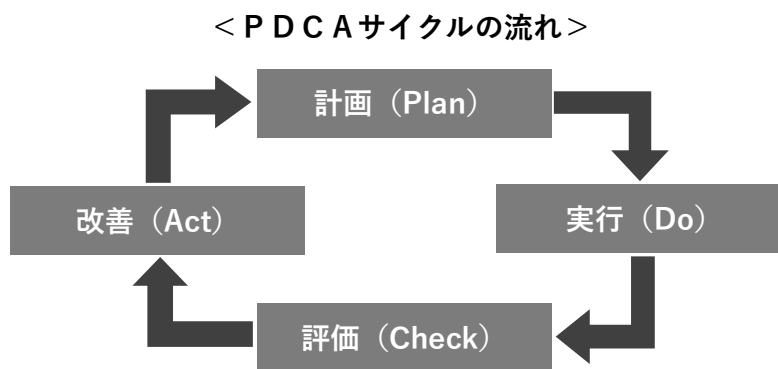 ＜ＰＤＣＡサイクルの流れ＞
計画（Plan）
実行（Do）
評価（Check）
改善（Act）